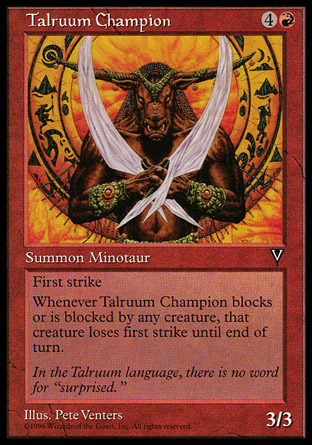 Talruum Champion 4
Summon Minotaur
First strike
Whenever Talruum Champion blocks
or is blocked by any creature, that
creature loses first strike until end of
turn.
In the Talruum language, there is no word
for “surprised.”
Illus. Pete Venters
©1996 Wizards of the Coast, Inc. All rights reserved.
3/3